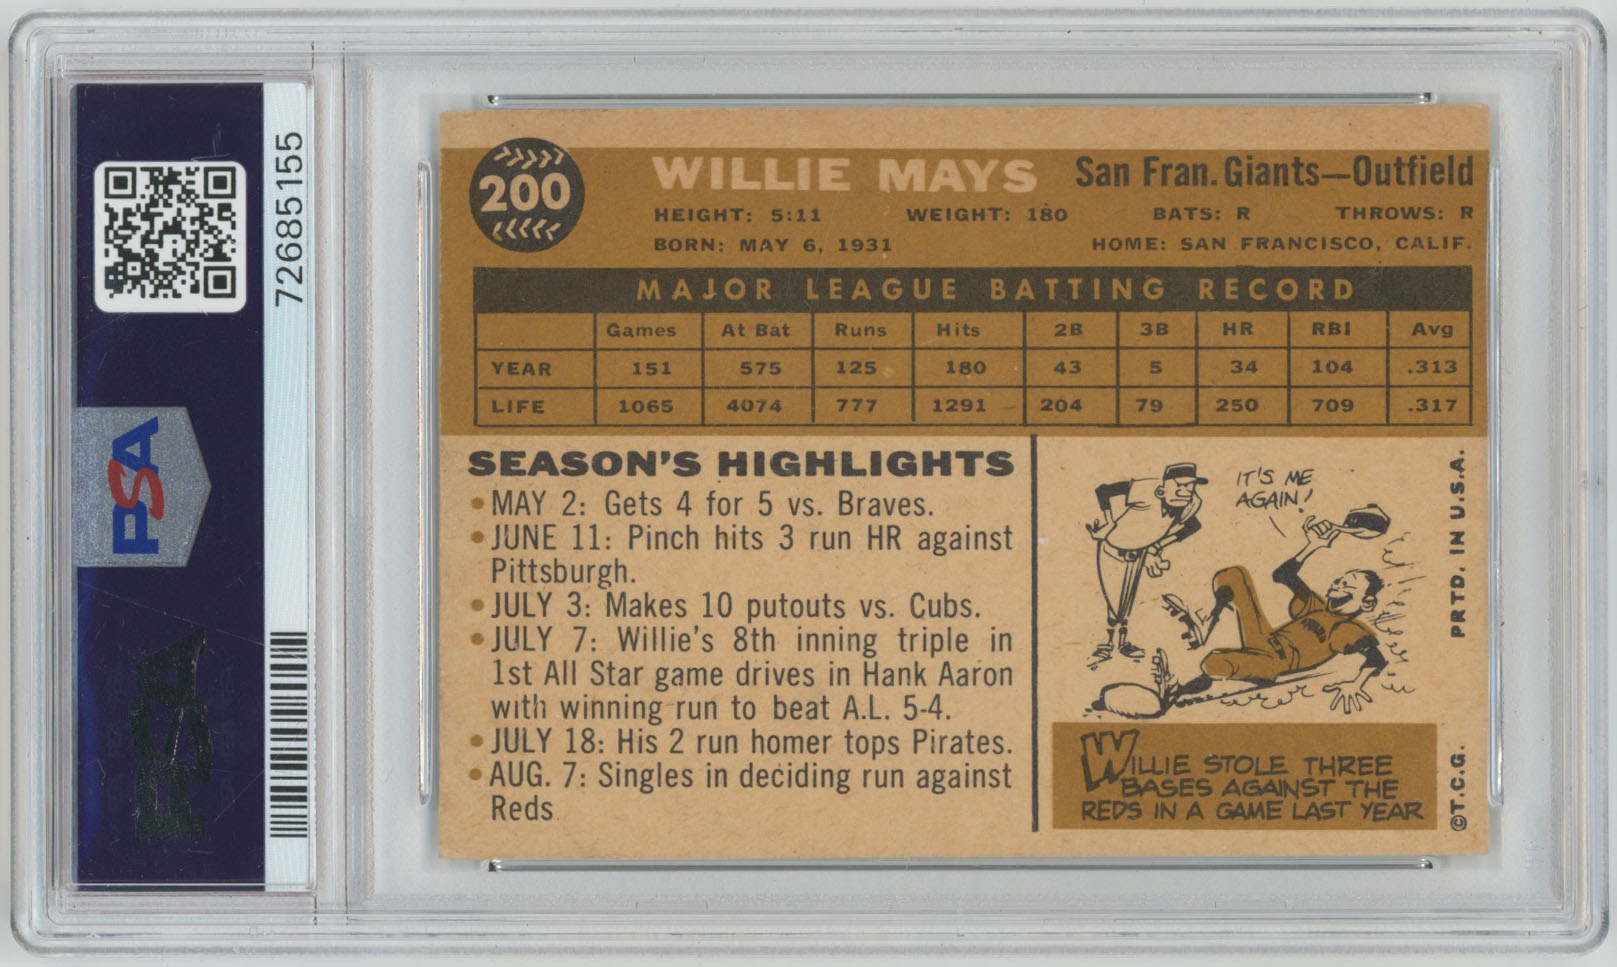 72685155
PSA
PSA
200
WILLIE MAYS San Fran. Giants—Outfield
HEIGHT: 5:11 WEIGHT: 180 BATS: R THROWS: R
BORN: MAY 6, 1931 HOME: SAN FRANCISCO, CALIF.
MAJOR LEAGUE BATTING RECORD
Games At Bat Runs Hits 2B 3B HR RBI Avg
YEAR 151 575 125 180 43 5 34 104 .313
LIFE 1065 4074 777 1291 204 79 250 709 .317
SEASON'S HIGHLIGHTS
• MAY 2: Gets 4 for 5 vs. Braves.
• JUNE 11: Pinch hits 3 run HR against
Pittsburgh.
• JULY 3: Makes 10 putouts vs. Cubs.
• JULY 7: Willie's 8th inning triple in
1st All Star game drives in Hank Aaron
with winning run to beat A.L. 5-4.
• JULY 18: His 2 run homer tops Pirates.
• AUG. 7: Singles in deciding run against
Reds
IT'S ME
AGAIN!
WILLIE STOLE THREE
BASES AGAINST THE
REDS IN A GAME LAST YEAR
©T.C.G. PRTD. IN U.S.A.